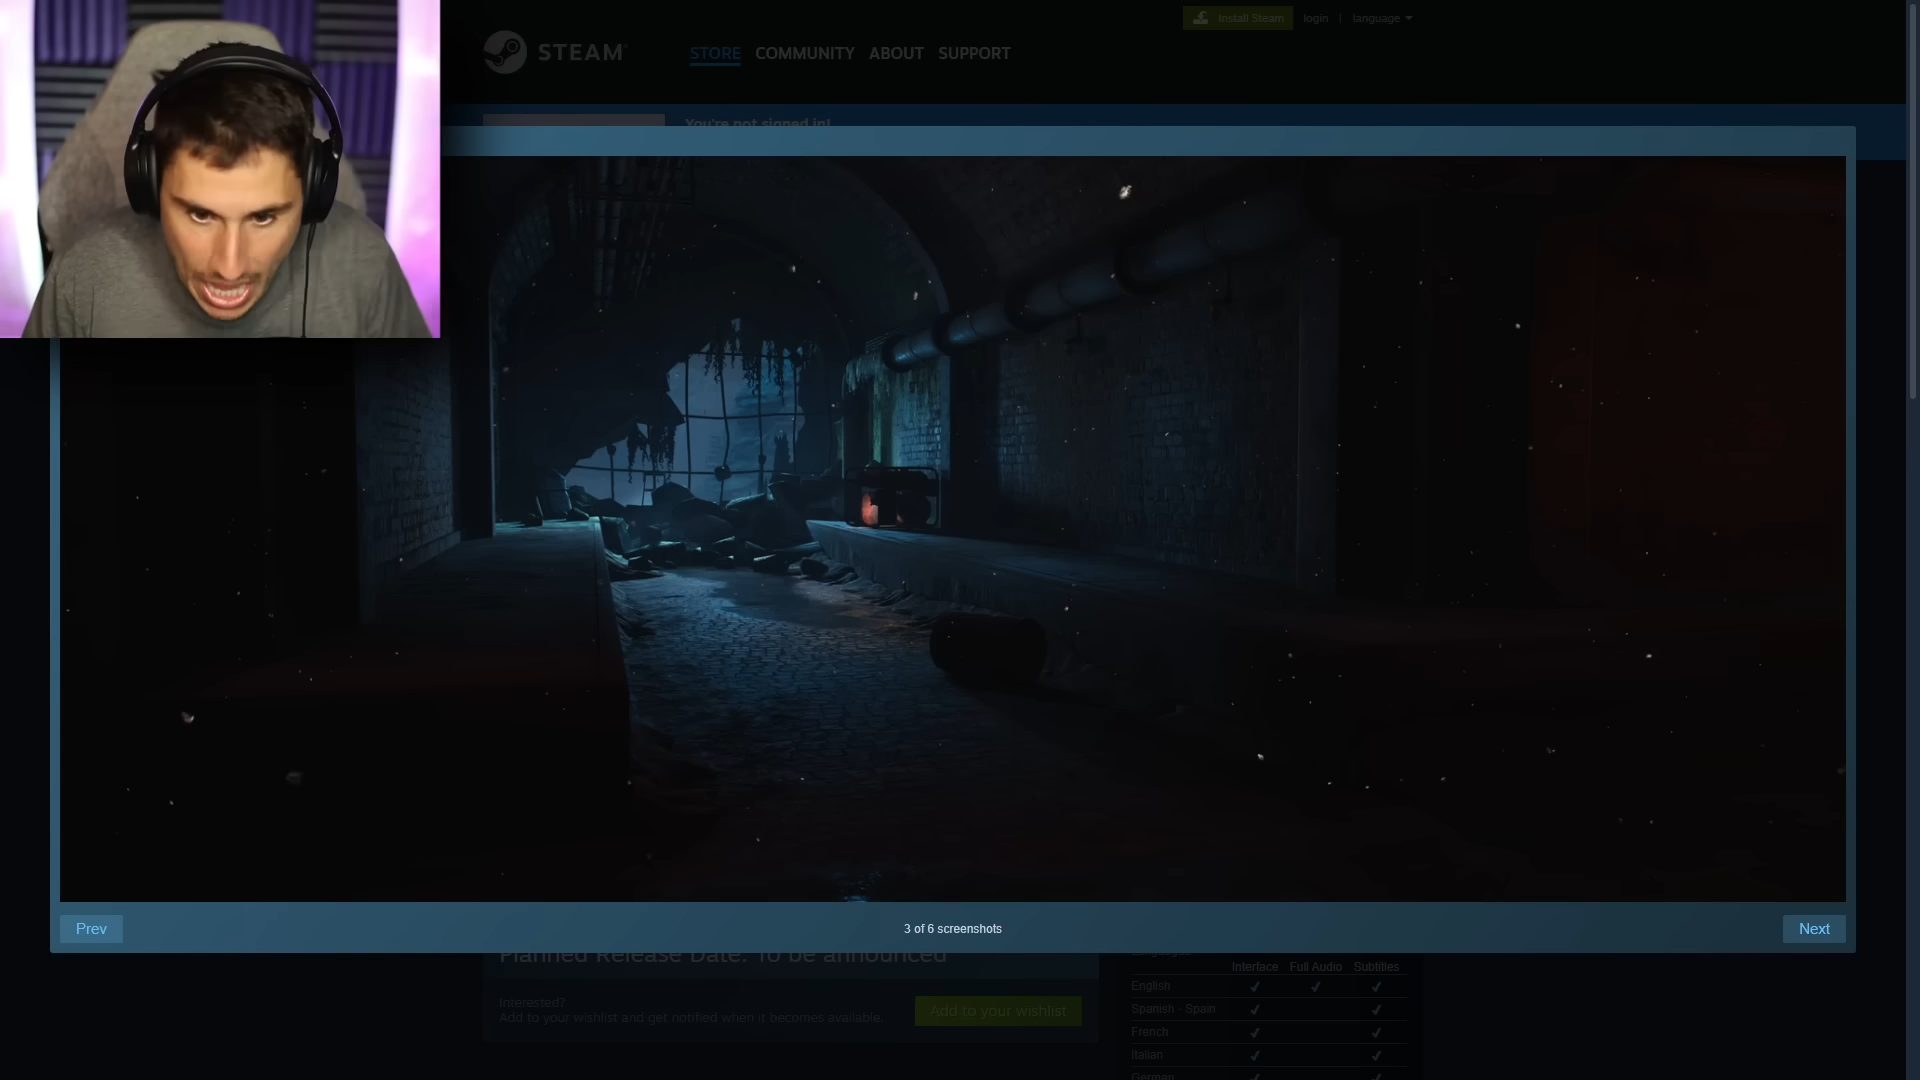 Install Steam login | language
STEAM
STORE COMMUNITY ABOUT SUPPORT
You're not signed in!
Prev
3 of 6 screenshots
Next
Planned Release Date: To be announced
Interested?
Add to your wishlist and get notified when it becomes available.
Add to your wishlist
Interface Full Audio Subtitles
English
Spanish - Spain
French
Italian
German